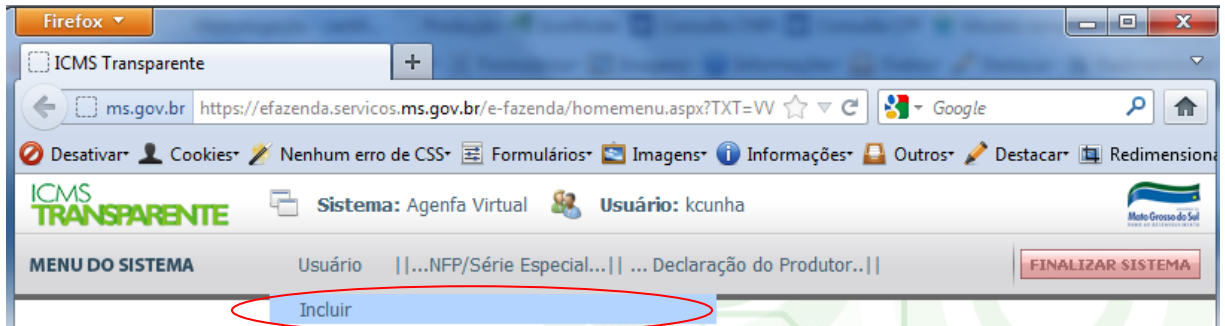 Firefox
ICMS Transparente
ms.gov.br https://efazenda.servicos.ms.gov.br/e-fazenda/homemenu.aspx?TXT=VV Google
Desativar Cookies Nenhum erro de CSS Formulários Imagens Informações Outros Destacar Redimensiona
ICMS
TRANSPARENTE
Sistema: Agenfa Virtual Usuário: kcunha
Mato Grosso do Sul
MENU DO SISTEMA Usuário ||...NFP/Série Especial...|| ... Declaração do Produtor..|| FINALIZAR SISTEMA
Incluir